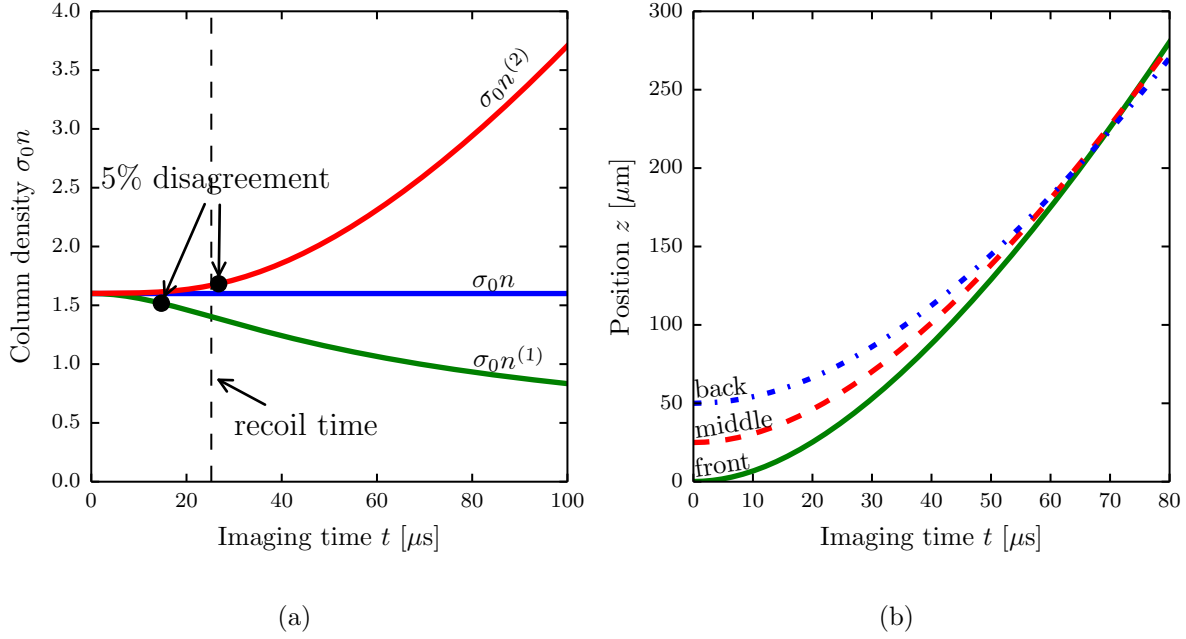 4.0
3.5
3.0
2.5
2.0
1.5
1.0
0.5
0.0
Column density σ₀n
σ₀n⁽²⁾
5% disagreement
σ₀n
σ₀n⁽¹⁾
recoil time
0 20 40 60 80 100
Imaging time t [μs]
(a)
300
250
200
150
100
50
0
Position z [μm]
back
middle
front
0 10 20 30 40 50 60 70 80
Imaging time t [μs]
(b)